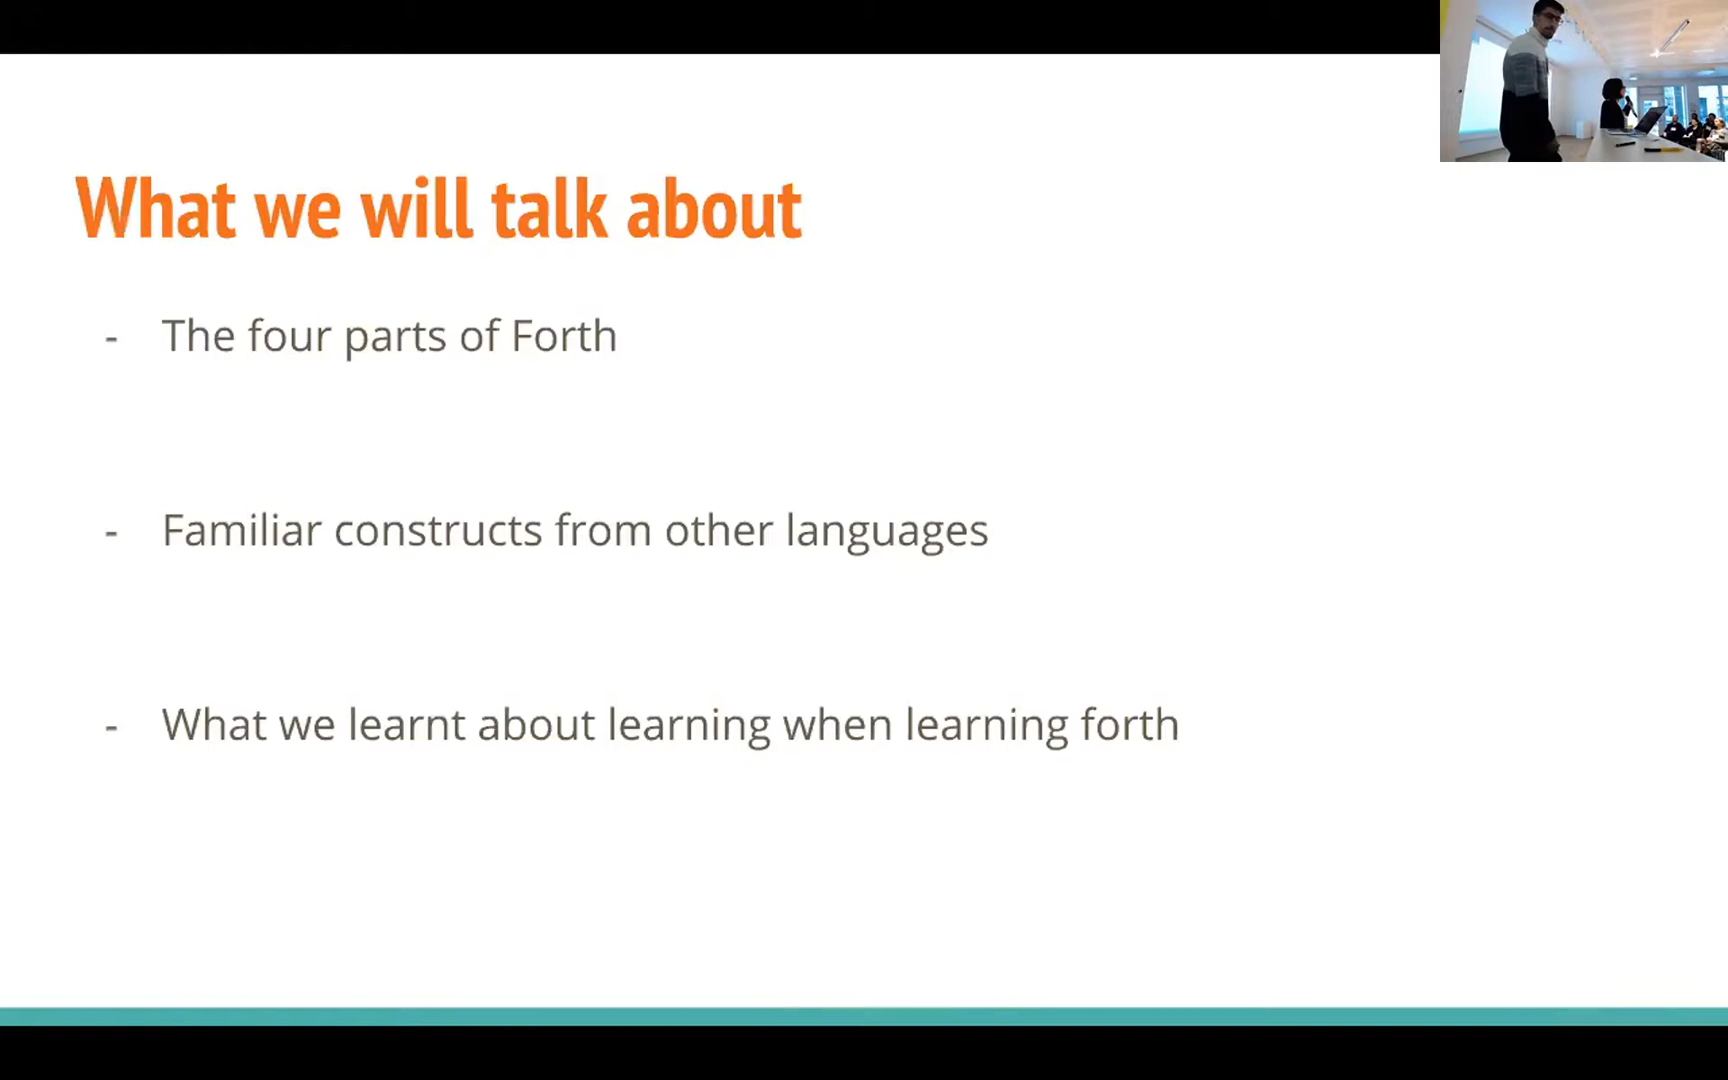 What we will talk about
- The four parts of Forth
- Familiar constructs from other languages
- What we learnt about learning when learning forth